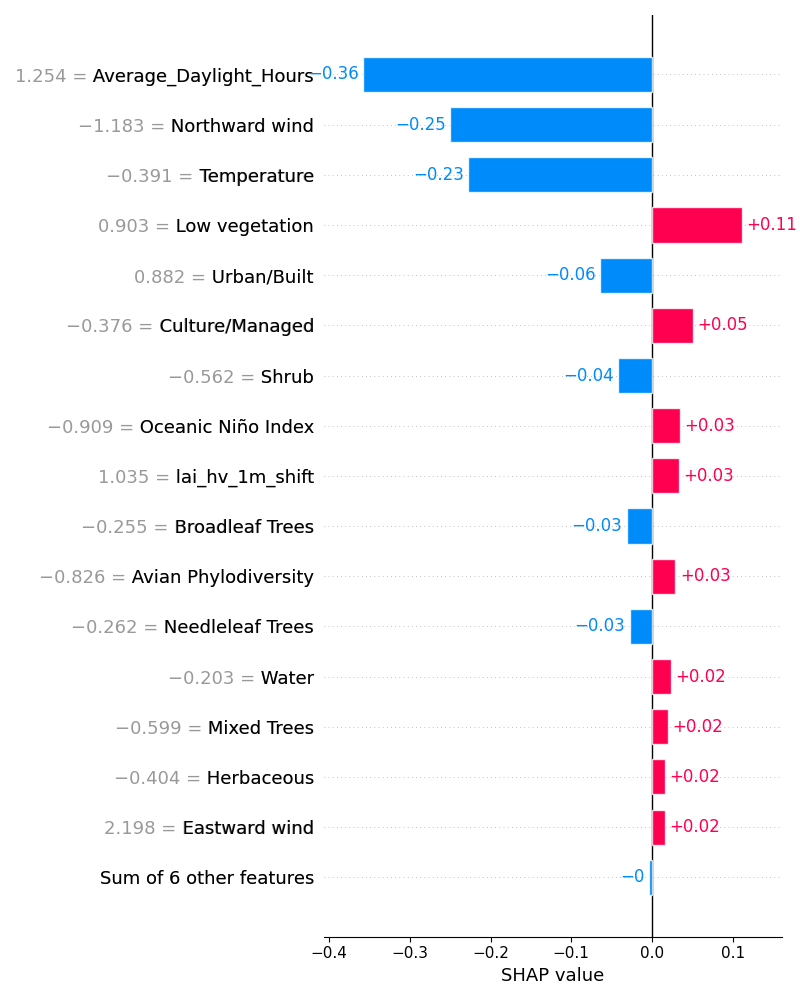 1.254 = Average_Daylight_Hours −0.36
−1.183 = Northward wind −0.25
−0.391 = Temperature −0.23
0.903 = Low vegetation +0.11
0.882 = Urban/Built −0.06
−0.376 = Culture/Managed +0.05
−0.562 = Shrub −0.04
−0.909 = Oceanic Niño Index +0.03
1.035 = lai_hv_1m_shift +0.03
−0.255 = Broadleaf Trees −0.03
−0.826 = Avian Phylodiversity +0.03
−0.262 = Needleleaf Trees −0.03
−0.203 = Water +0.02
−0.599 = Mixed Trees +0.02
−0.404 = Herbaceous +0.02
2.198 = Eastward wind +0.02
Sum of 6 other features −0
−0.4 −0.3 −0.2 −0.1 0.0 0.1
SHAP value